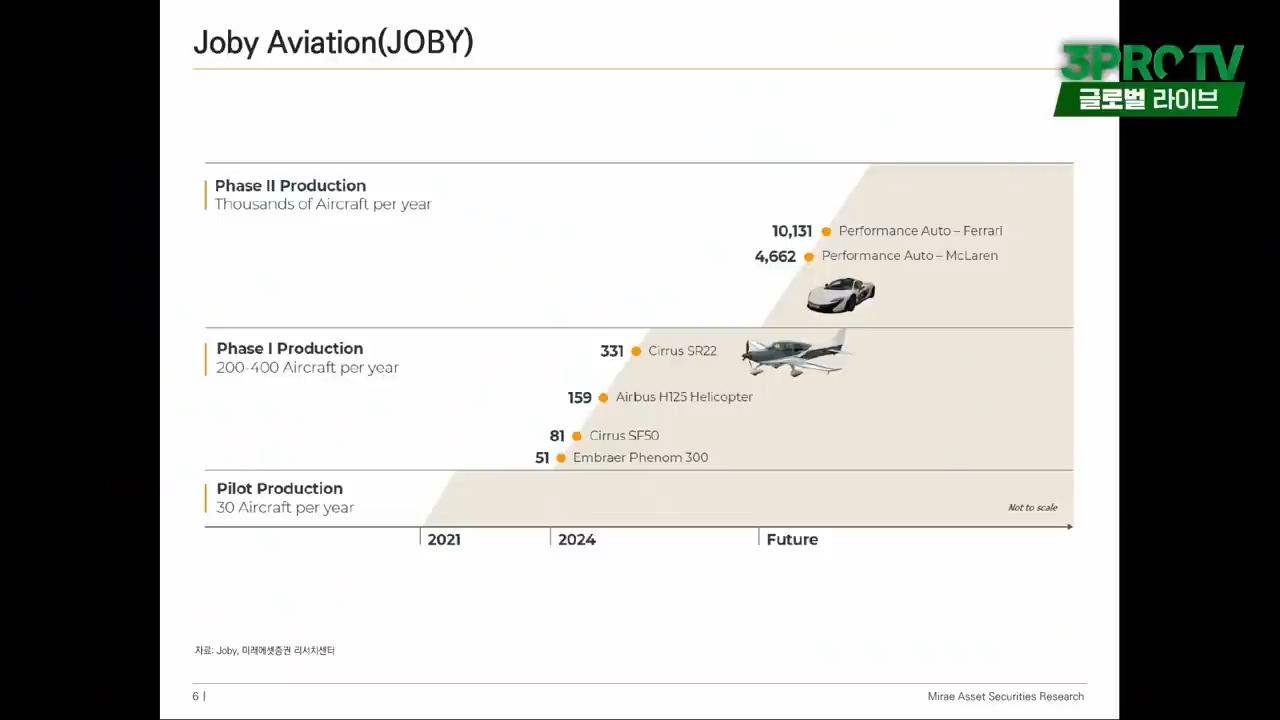 Joby Aviation(JOBY)
3PRO TV
글로벌 라이브
Phase II Production
Thousands of Aircraft per year
10,131 Performance Auto – Ferrari
4,662 Performance Auto – McLaren
Phase I Production
200-400 Aircraft per year
331 Cirrus SR22
159 Airbus H125 Helicopter
81 Cirrus SF50
51 Embraer Phenom 300
Pilot Production
30 Aircraft per year
Not to scale
2021 2024 Future
자료: Joby, 미래에셋증권 리서치센터
6 |
Mirae Asset Securities Research